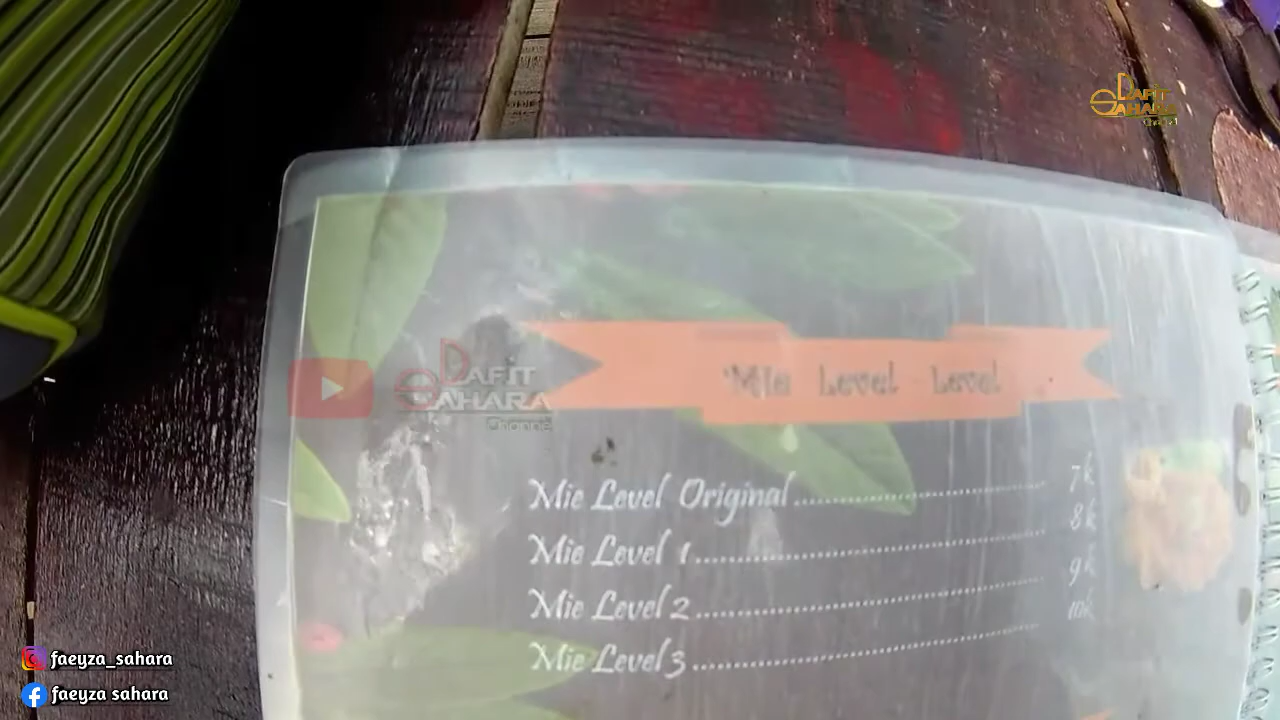 DAFIT
SAHARA
Channel
Mie Level Level
DAFIT
SAHARA
Channel
Mie Level Original 7k
Mie Level 1 8k
Mie Level 2 9k
Mie Level 3 10k
faeyza_sahara
faeyza sahara